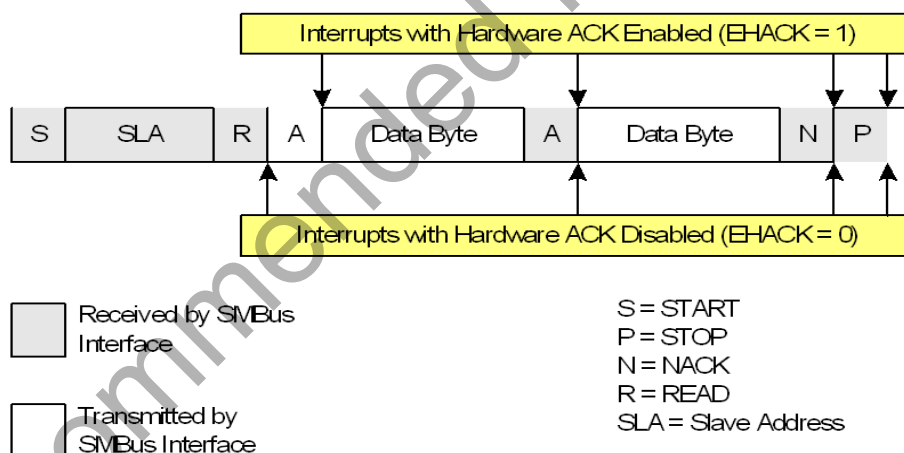 Interrupts with Hardware ACK Enabled (EHACK = 1)
S SLA R A Data Byte A Data Byte N P
Interrupts with Hardware ACK Disabled (EHACK = 0)
Received by SMBus
Interface
Transmitted by
SMBus Interface
S = START
P = STOP
N = NACK
R = READ
SLA = Slave Address
ommended